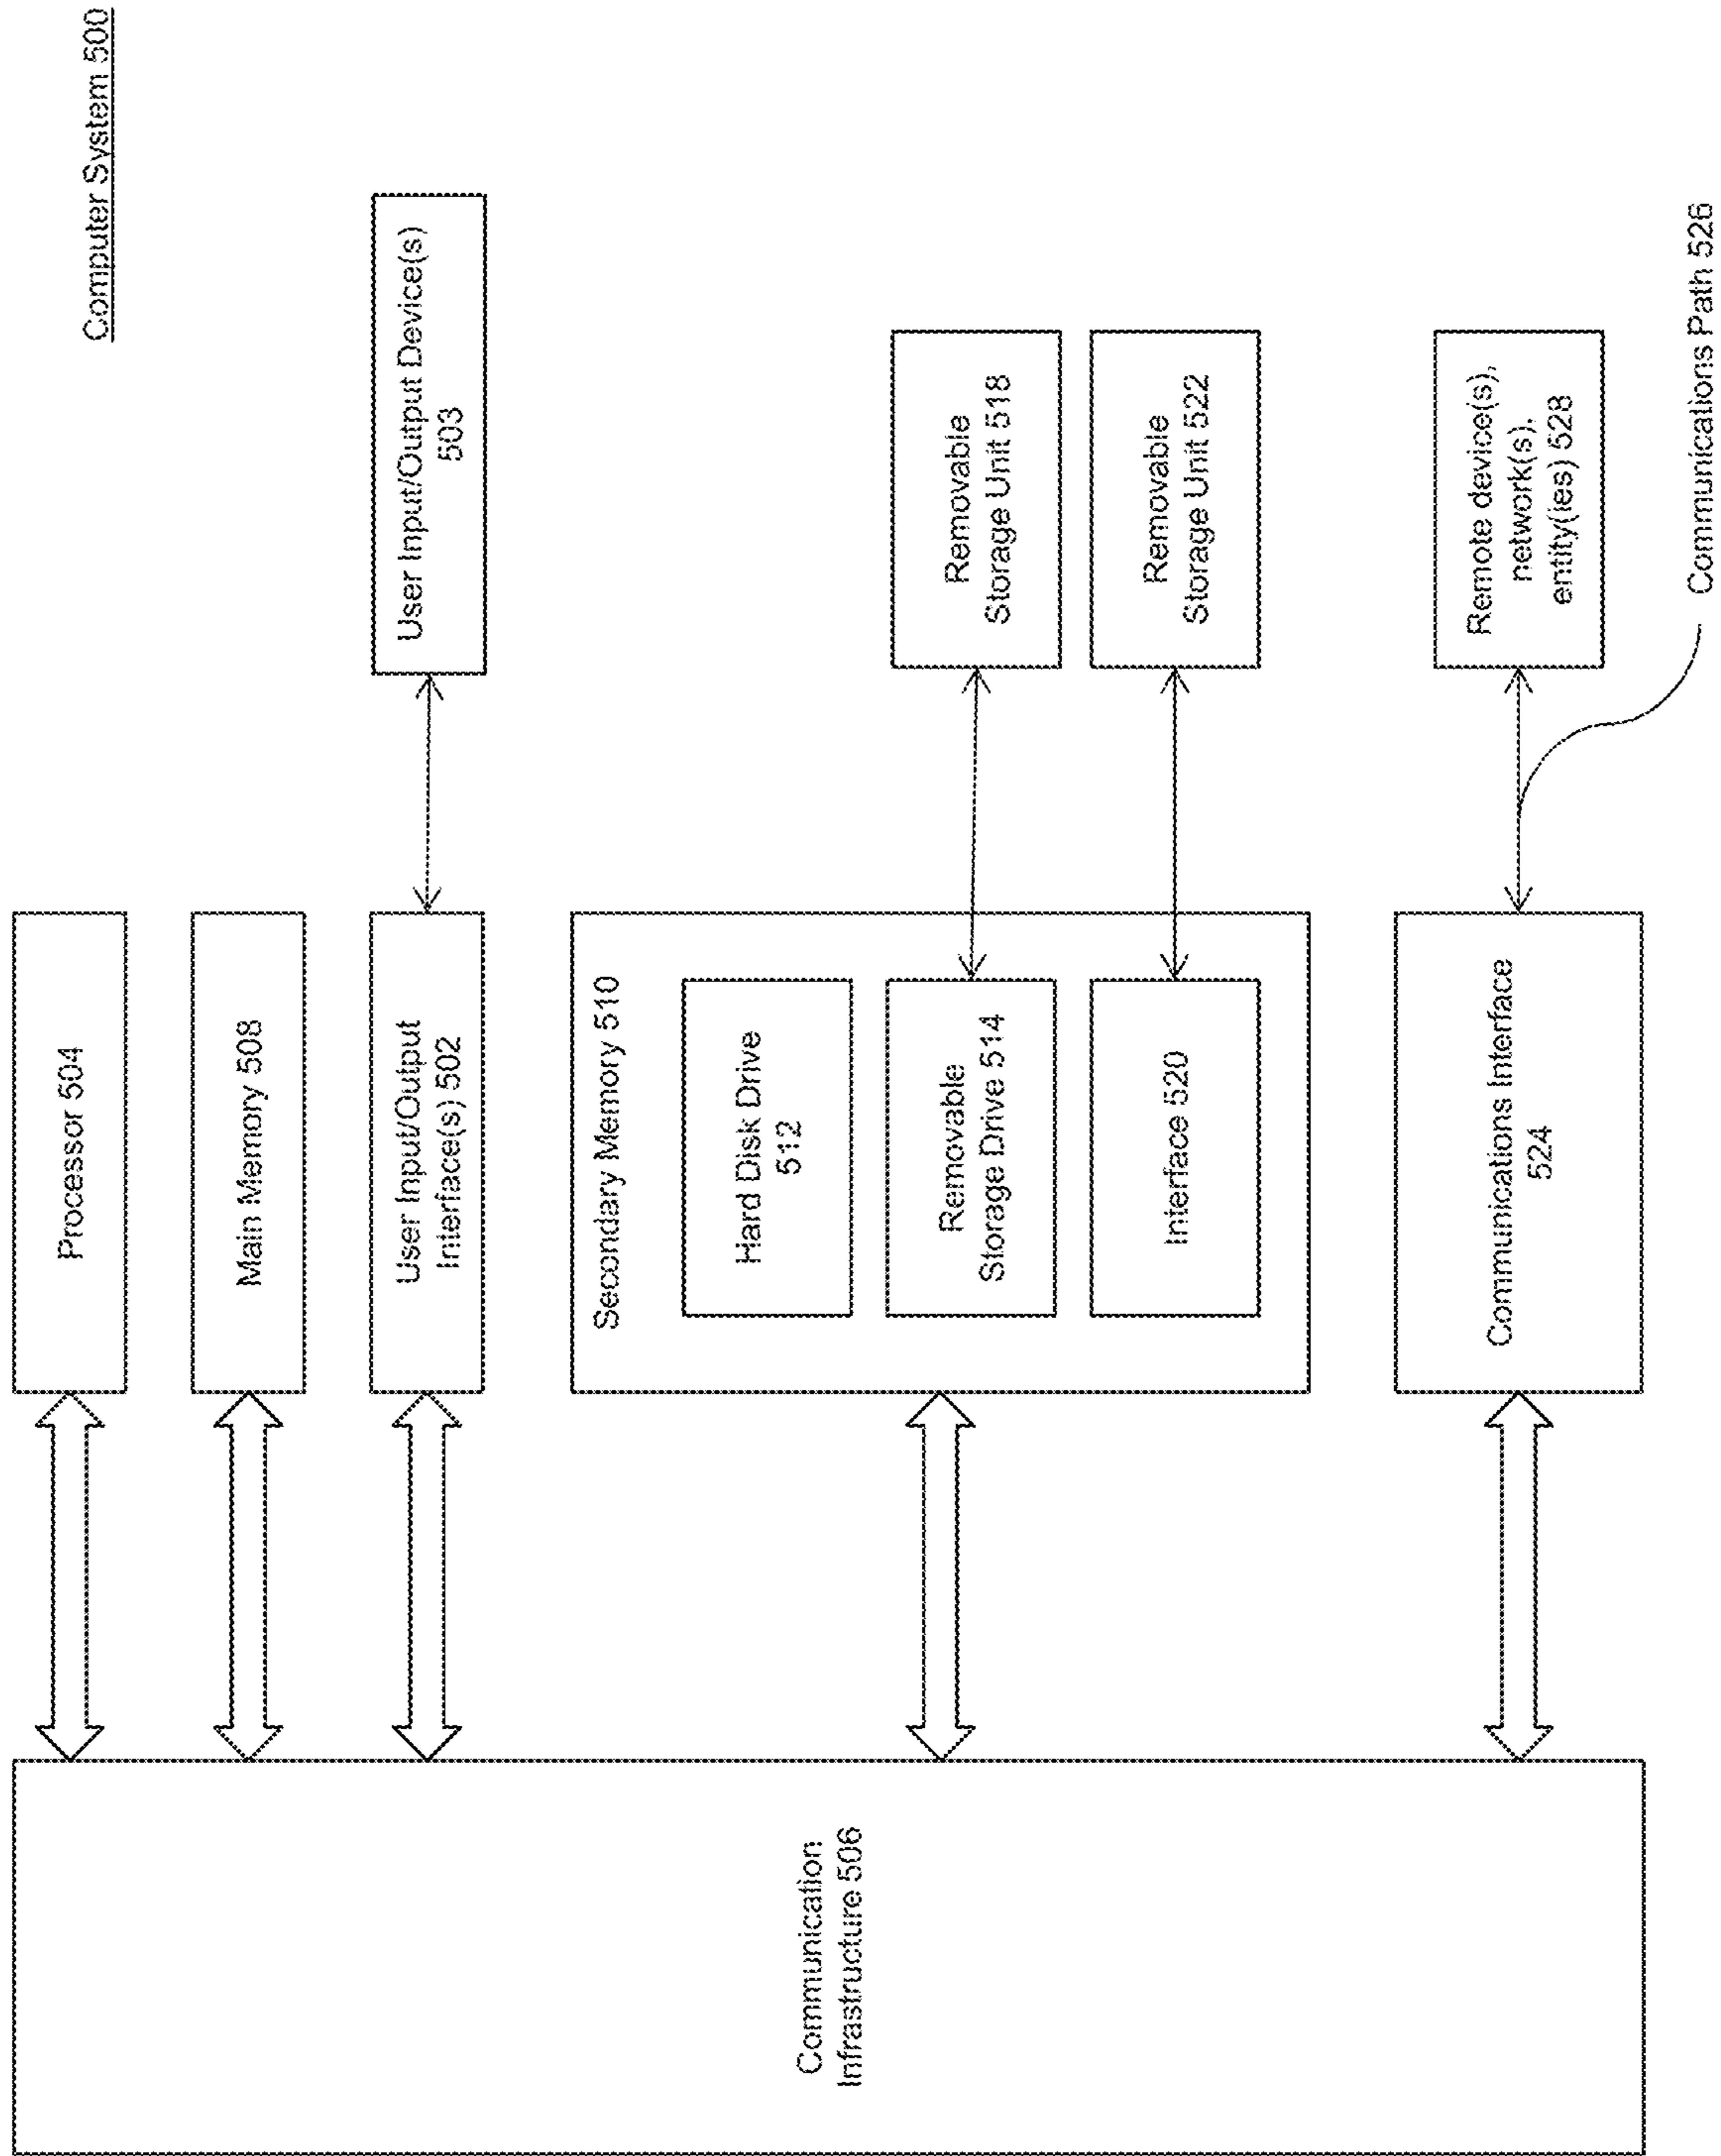 Computer System 500
Processor 504
Main Memory 508
User Input/Output
Interface(s) 502
User Input/Output Device(s)
503
Secondary Memory 510
Hard Disk Drive
512
Removable
Storage Drive 514
Removable
Storage Unit 518
Interface 520
Removable
Storage Unit 522
Communication
Infrastructure 506
Communications Interface
524
Remote device(s),
network(s),
entity(ies) 528
Communications Path 526